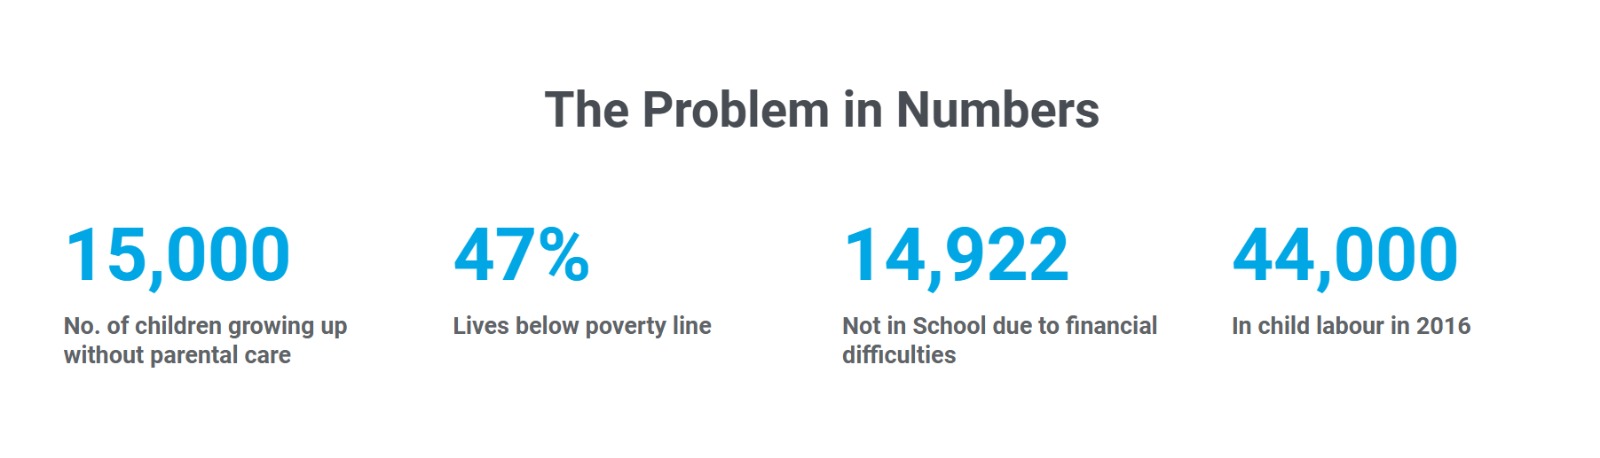 The Problem in Numbers
15,000
No. of children growing up
without parental care
47%
Lives below poverty line
14,922
Not in School due to financial
difficulties
44,000
In child labour in 2016